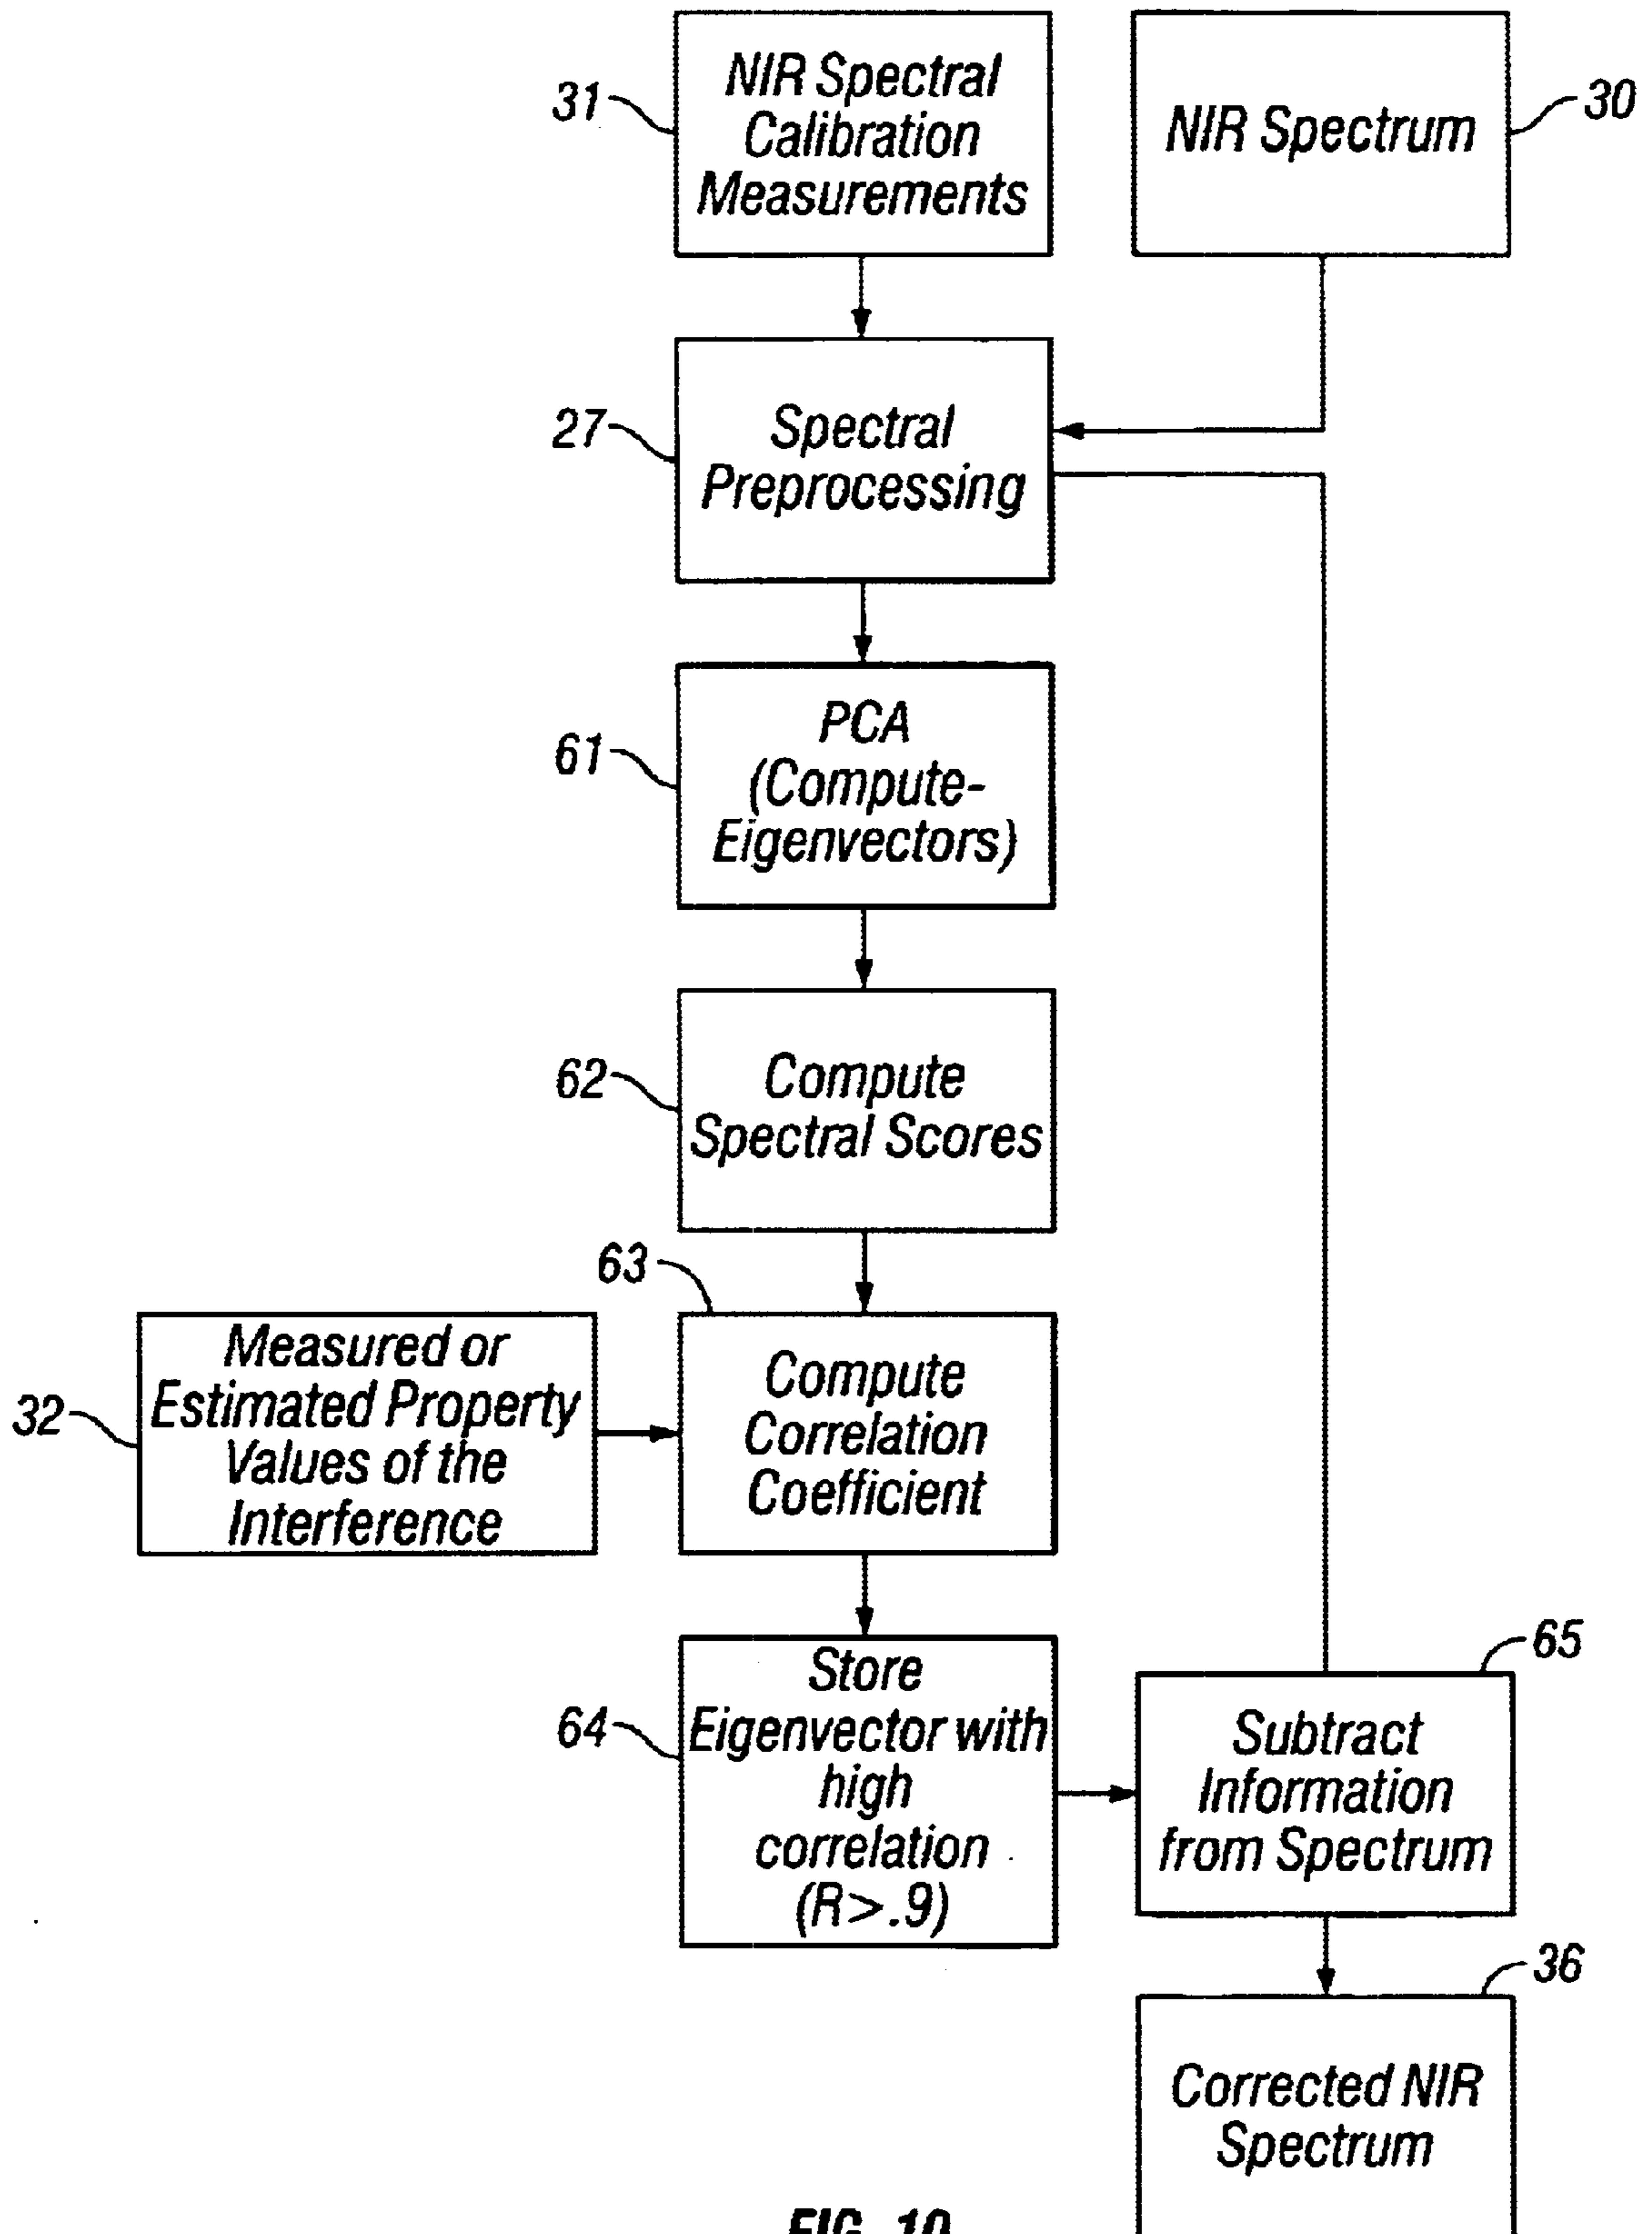 31
NIR Spectral
Calibration
Measurements
NIR Spectrum
30
27
Spectral
Preprocessing
61
PCA
(Compute-
Eigenvectors)
62
Compute
Spectral Scores
63
32
Measured or
Estimated Property
Values of the
Interference
Compute
Correlation
Coefficient
64
Store
Eigenvector with
high
correlation
(R>.9)
65
Subtract
Information
from Spectrum
36
Corrected NIR
Spectrum
FIG. 10